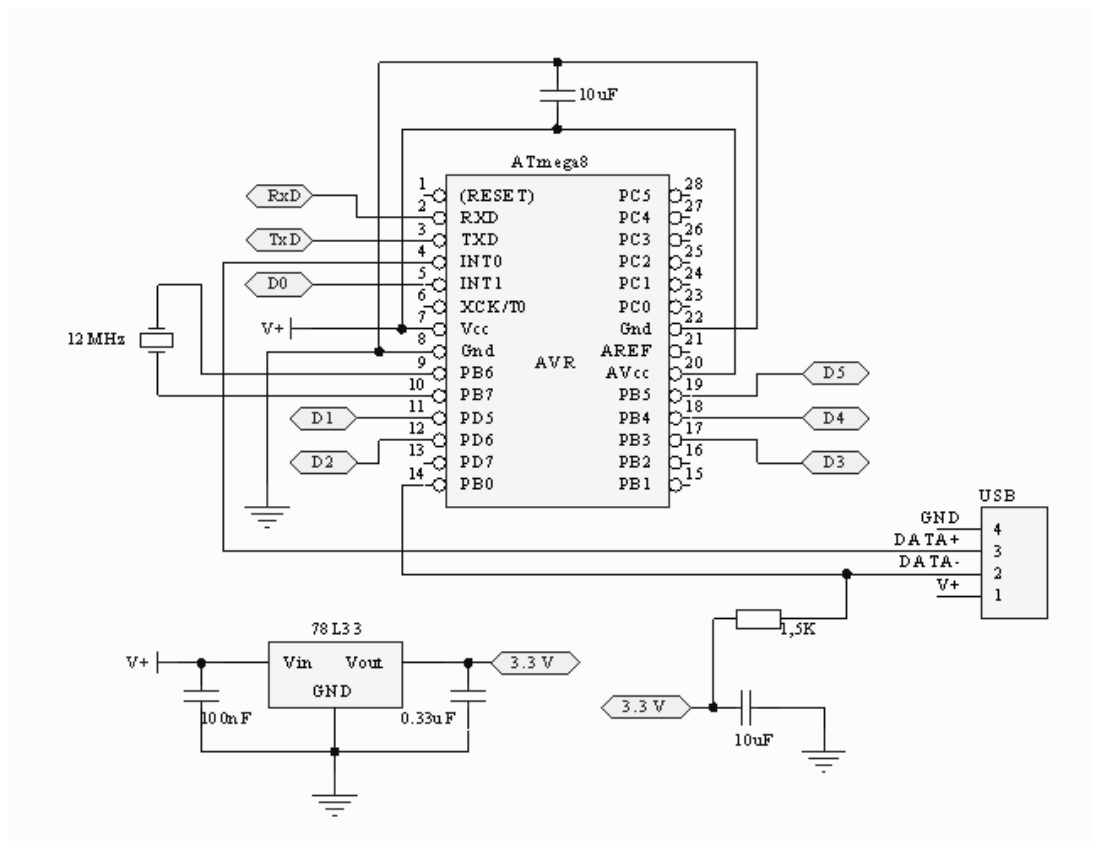 10uF
ATmega8
RxD
TxD
D0
12MHz
V+
D1
D2
1
2
3
4
5
6
7
8
9
10
11
12
13
14
(RESET)
RXD
TXD
INT0
INT1
XCK/T0
Vcc
Gnd
PB6
PB7
PD5
PD6
PD7
PB0
AVR
PC5
PC4
PC3
PC2
PC1
PC0
Gnd
AREF
AVcc
PB5
PB4
PB3
PB2
PB1
28
27
26
25
24
23
22
21
20
19
18
17
16
15
D5
D4
D3
USB
GND 4
DATA+ 3
DATA- 2
V+ 1
1,5K
3.3 V
10uF
78L33
V+
Vin Vout
GND
3.3 V
100nF
0.33uF